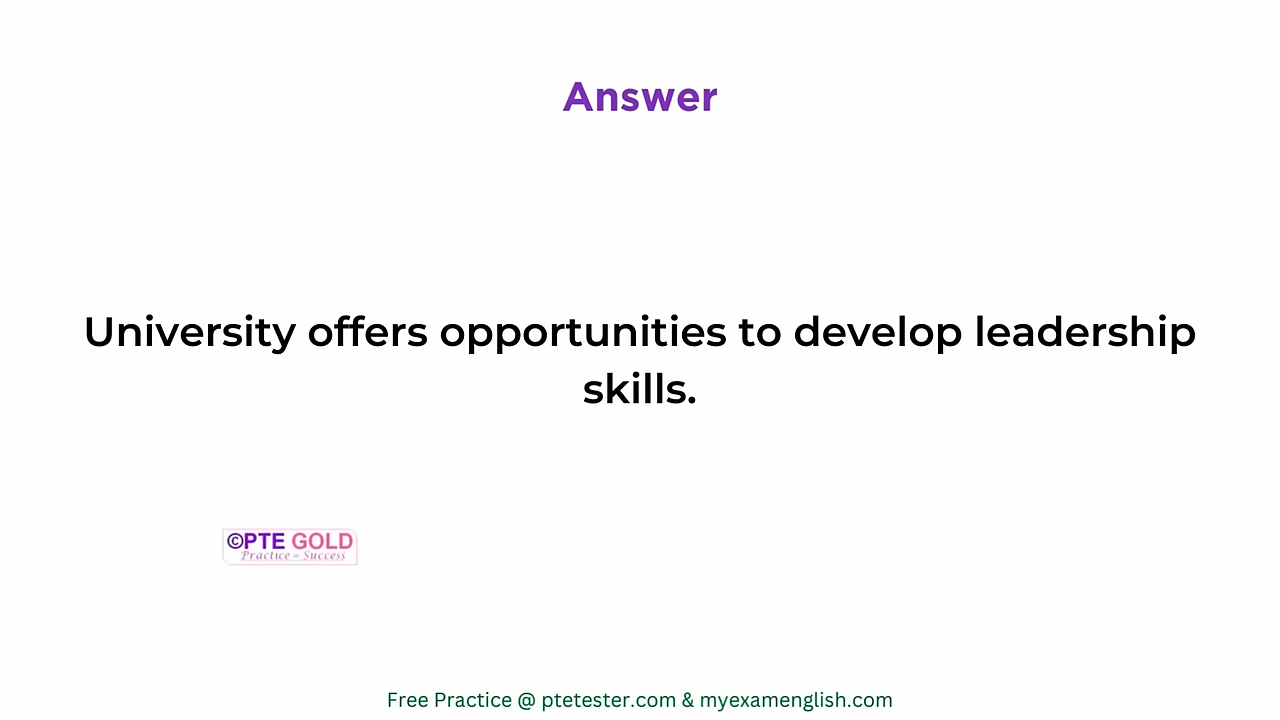 Answer
University offers opportunities to develop leadership
skills.
©PTE GOLD
Practice = Success
Free Practice @ ptetester.com & myexamenglish.com